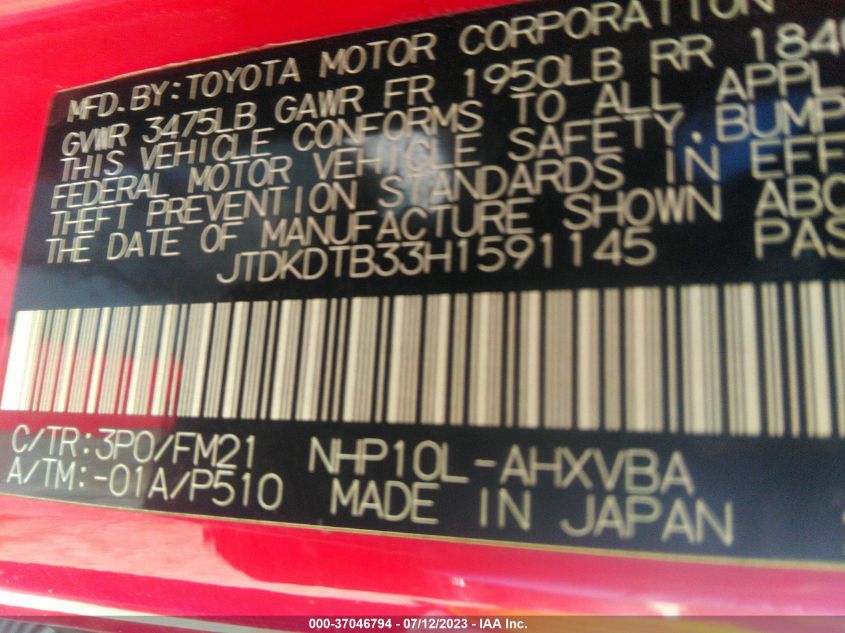 MFD. BY: TOYOTA MOTOR CORPORATION
GVWR 3475LB GAWR FR 1950LB RR 1840
THIS VEHICLE CONFORMS TO ALL APPL
FEDERAL MOTOR VEHICLE SAFETY, BUMP
THEFT PREVENTION STANDARDS IN EFF
THE DATE OF MANUFACTURE SHOWN ABO
JTDKDTB33H1591145 PAS
C/TR: 3P0/FM21 NHP10L-AHXVBA
A/TM: -01A/P510 MADE IN JAPAN
000-37046794 - 07/12/2023 - IAA Inc.